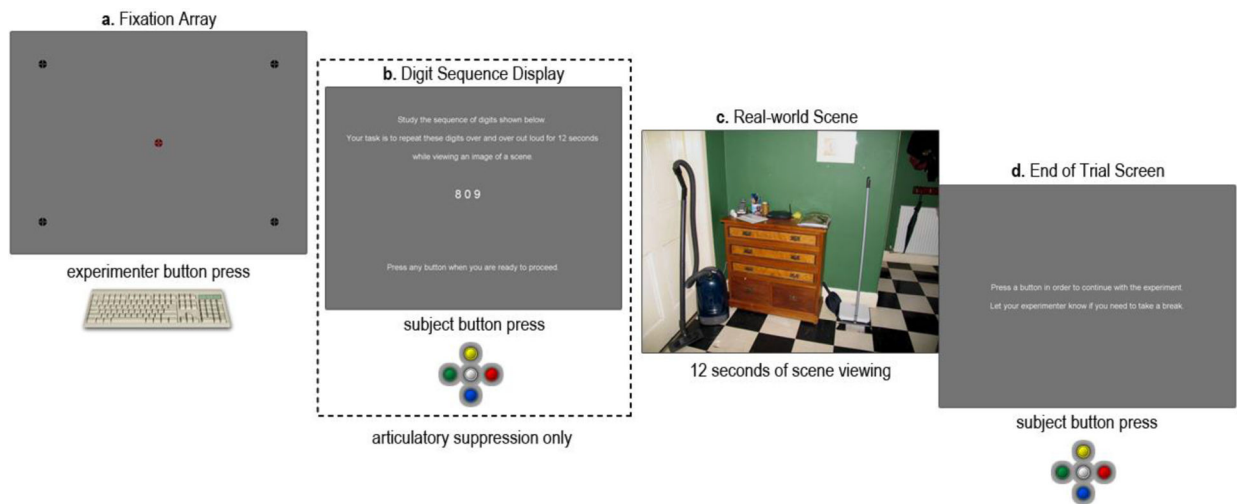 a. Fixation Array
experimenter button press
b. Digit Sequence Display
Study the sequence of digits shown below
Your task is to repeat these digits over and over out loud for 12 seconds
while viewing an image of a scene
8 0 9
Press any button when you are ready to proceed
subject button press
articulatory suppression only
c. Real-world Scene
12 seconds of scene viewing
d. End of Trial Screen
Press a button in order to continue with the experiment
Let your experimenter know if you need to take a break.
subject button press